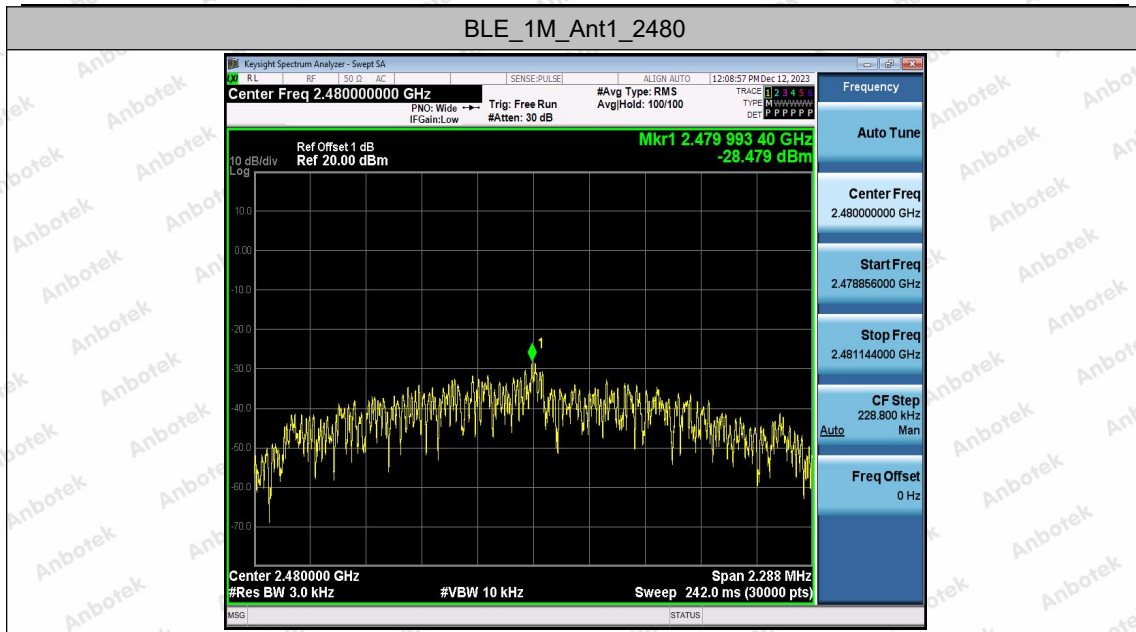 BLE_1M_Ant1_2480
Keysight Spectrum Analyzer - Swept SA
LXI RL RF 50 Ω AC SENSE:PULSE ALIGN AUTO 12:08:57 PM Dec 12, 2023
Center Freq 2.480000000 GHz
PNO: Wide
IFGain:Low
Trig: Free Run
#Atten: 30 dB
#Avg Type: RMS
Avg|Hold: 100/100
TRACE 1 2 3 4 5 6
TYPE MWWWWW
DET P P P P P P
Mkr1 2.479 993 40 GHz
-28.479 dBm
Ref Offset 1 dB
10 dB/div Ref 20.00 dBm
Log
10.0
0.00
-10.0
-20.0
-30.0
-40.0
-50.0
-60.0
-70.0
1
Center 2.480000 GHz Span 2.288 MHz
#Res BW 3.0 kHz #VBW 10 kHz Sweep 242.0 ms (30000 pts)
MSG STATUS
Frequency
Auto Tune
Center Freq
2.480000000 GHz
Start Freq
2.478856000 GHz
Stop Freq
2.481144000 GHz
CF Step
228.800 kHz
Auto Man
Freq Offset
0 Hz
Anbotek